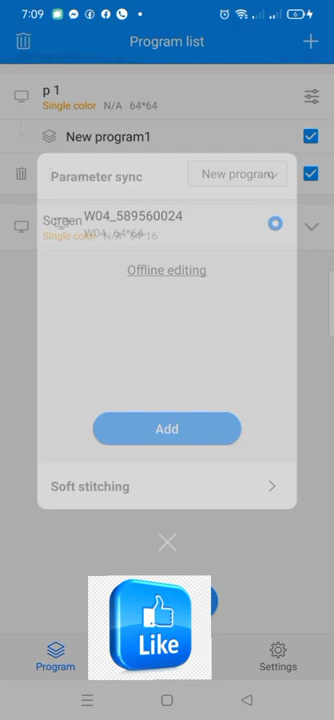 7:09
Program list
p 1
Single color N/A 64*64
New program1
Parameter sync
New program
Screen
W04_589560024
W04 64*64
Single color N/A 64*16
Offline editing
Add
Soft stitching
Like
Program
Settings